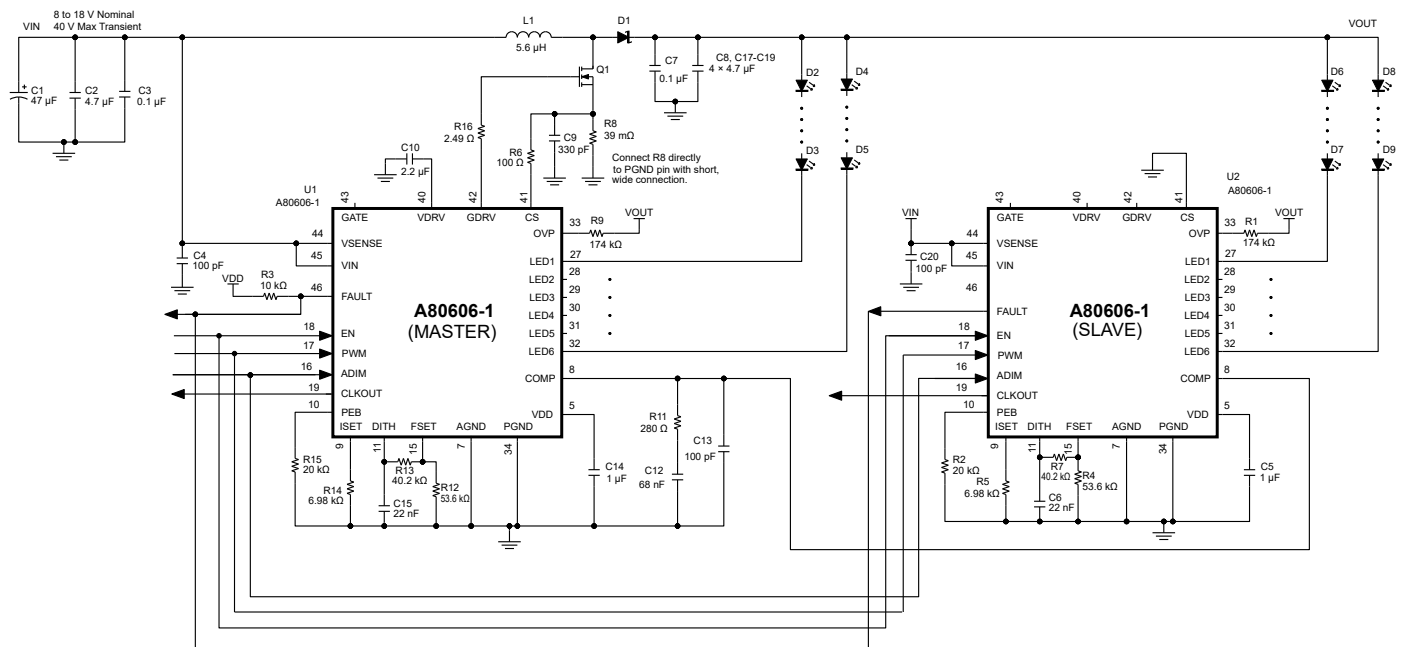 8 to 18 V Nominal
40 V Max Transient
VIN
C1
47 µF
C2
4.7 µF
C3
0.1 µF
L1
5.6 µH
D1
Q1
C7
0.1 µF
C8, C17-C19
4 × 4.7 µF
VOUT
D2
D4
D3
D5
D6
D8
D7
D9
R16
2.49 Ω
R6
100 Ω
C9
330 pF
R8
39 mΩ
Connect R8 directly
to PGND pin with short,
wide connection.
C10
2.2 µF
U1
A80606-1
43
40
42
41
GATE
VDRV
GDRV
CS
44
VSENSE
45
VIN
46
FAULT
18
EN
17
PWM
16
ADIM
19
CLKOUT
10
PEB
C4
100 pF
VDD
R3
10 kΩ
A80606-1
(MASTER)
33
OVP
R9
174 kΩ
VOUT
27
LED1
28
LED2
29
LED3
30
LED4
31
LED5
32
LED6
8
COMP
5
VDD
ISET
DITH
FSET
AGND
PGND
9
11
15
7
34
R15
20 kΩ
R14
6.98 kΩ
R13
40.2 kΩ
R12
53.6 kΩ
C15
22 nF
C14
1 µF
R11
280 Ω
C12
68 nF
C13
100 pF
U2
A80606-1
43
40
42
41
GATE
VDRV
GDRV
CS
VIN
C20
100 pF
44
VSENSE
45
VIN
46
FAULT
18
EN
17
PWM
16
ADIM
19
CLKOUT
10
PEB
A80606-1
(SLAVE)
33
OVP
R1
174 kΩ
VOUT
27
LED1
28
LED2
29
LED3
30
LED4
31
LED5
32
LED6
8
COMP
5
VDD
ISET
DITH
FSET
AGND
PGND
9
11
15
7
34
R2
20 kΩ
R5
6.98 kΩ
R7
40.2 kΩ
R4
53.6 kΩ
C6
22 nF
C5
1 µF